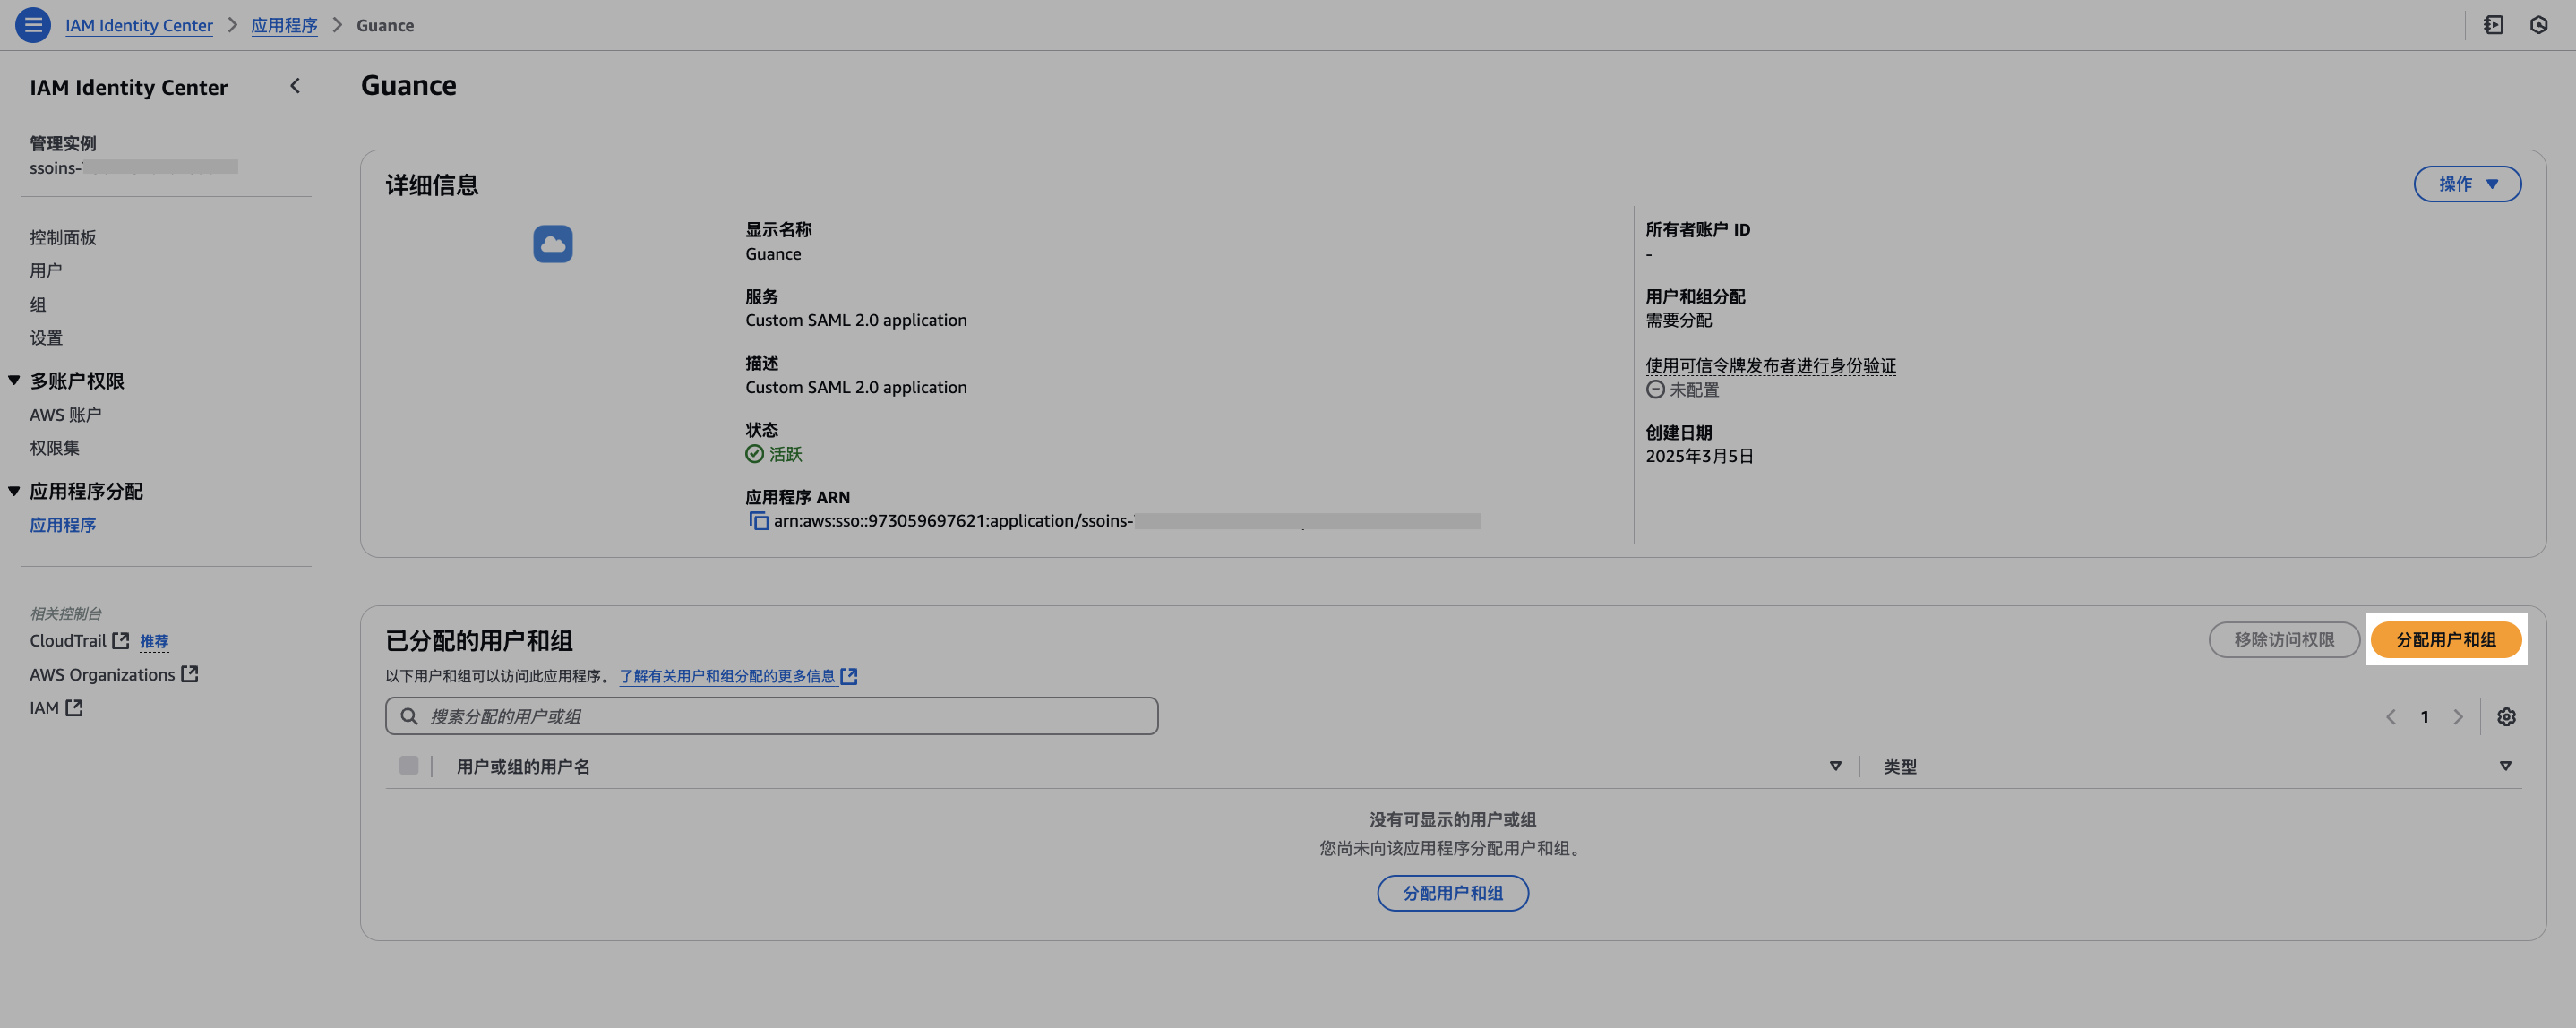 IAM Identity Center > 应用程序 > Guance
IAM Identity Center
管理实例
ssoins-
控制面板
用户
组
设置
多账户权限
AWS 账户
权限集
应用程序分配
应用程序
相关控制台
CloudTrail 推荐
AWS Organizations
IAM
Guance
详细信息
操作
显示名称
Guance
服务
Custom SAML 2.0 application
描述
Custom SAML 2.0 application
状态
活跃
应用程序 ARN
arn:aws:sso::973059697621:application/ssoins-
所有者账户 ID
-
用户和组分配
需要分配
使用可信令牌发布者进行身份验证
未配置
创建日期
2025年3月5日
已分配的用户和组
移除访问权限
分配用户和组
以下用户和组可以访问此应用程序。 了解有关用户和组分配的更多信息
搜索分配的用户或组
1
用户或组的用户名
类型
没有可显示的用户或组
您尚未向该应用程序分配用户和组。
分配用户和组